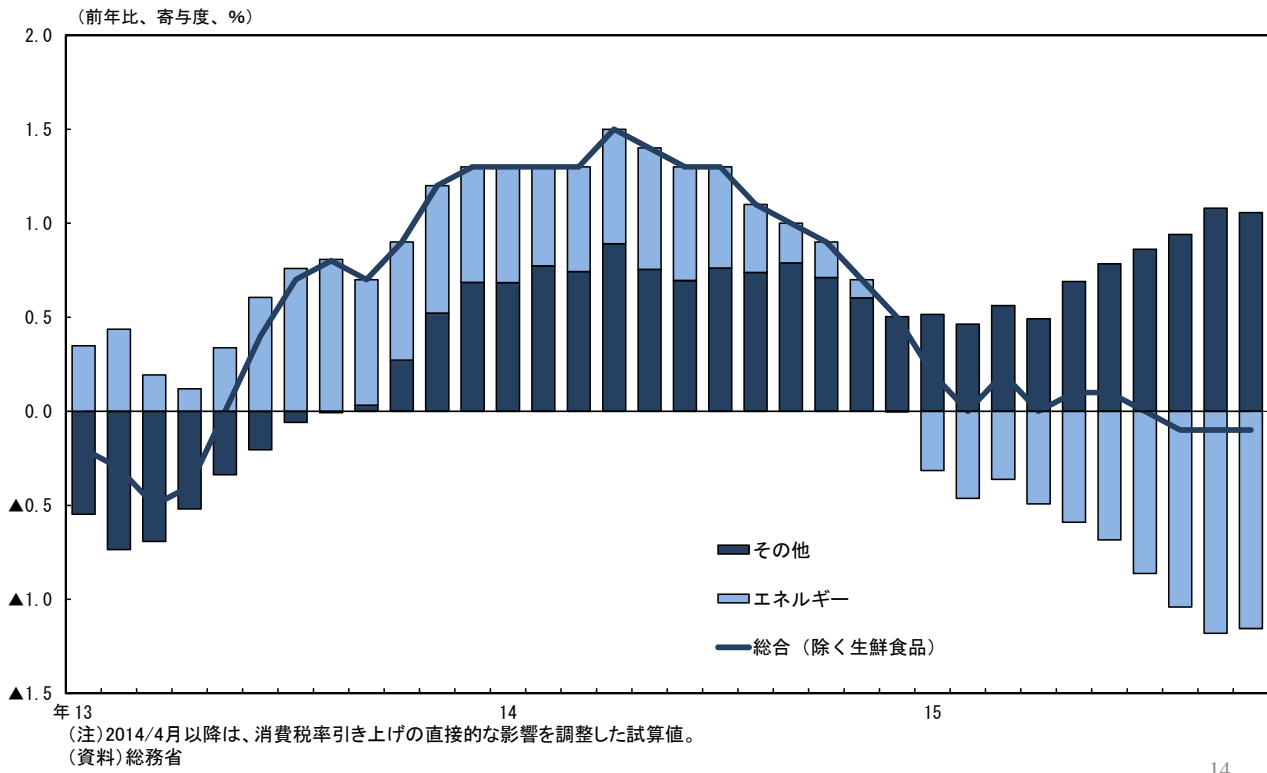 （前年比、寄与度、%）
2.0
1.5
1.0
0.5
0.0
▲0.5
▲1.0
▲1.5
その他
エネルギー
総合（除く生鮮食品）
年13 14 15
（注）2014/4月以降は、消費税率引き上げの直接的な影響を調整した試算値。
（資料）総務省
14